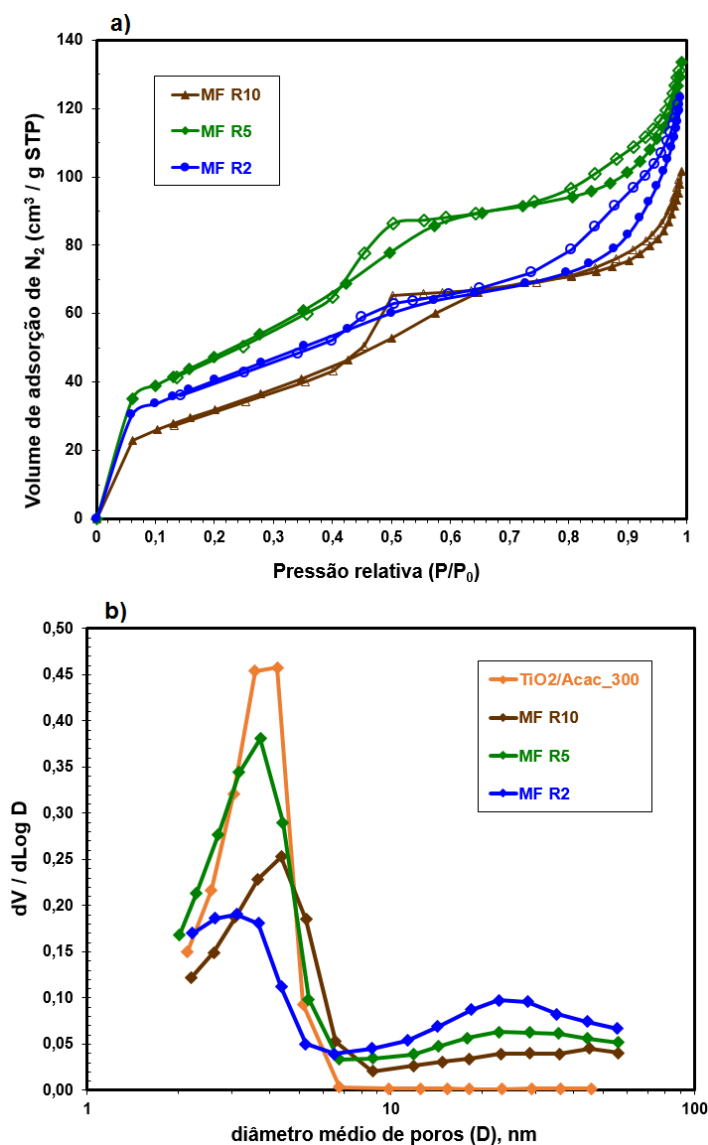 a)
Volume de adsorção de N₂ (cm³ / g STP)
140
120
100
80
60
40
20
0
MF R10
MF R5
MF R2
0
0,1
0,2
0,3
0,4
0,5
0,6
0,7
0,8
0,9
1
Pressão relativa (P/P₀)
b)
dV / dLog D
0,50
0,45
0,40
0,35
0,30
0,25
0,20
0,15
0,10
0,05
0,00
TiO2/Acac_300
MF R10
MF R5
MF R2
1
10
100
diâmetro médio de poros (D), nm